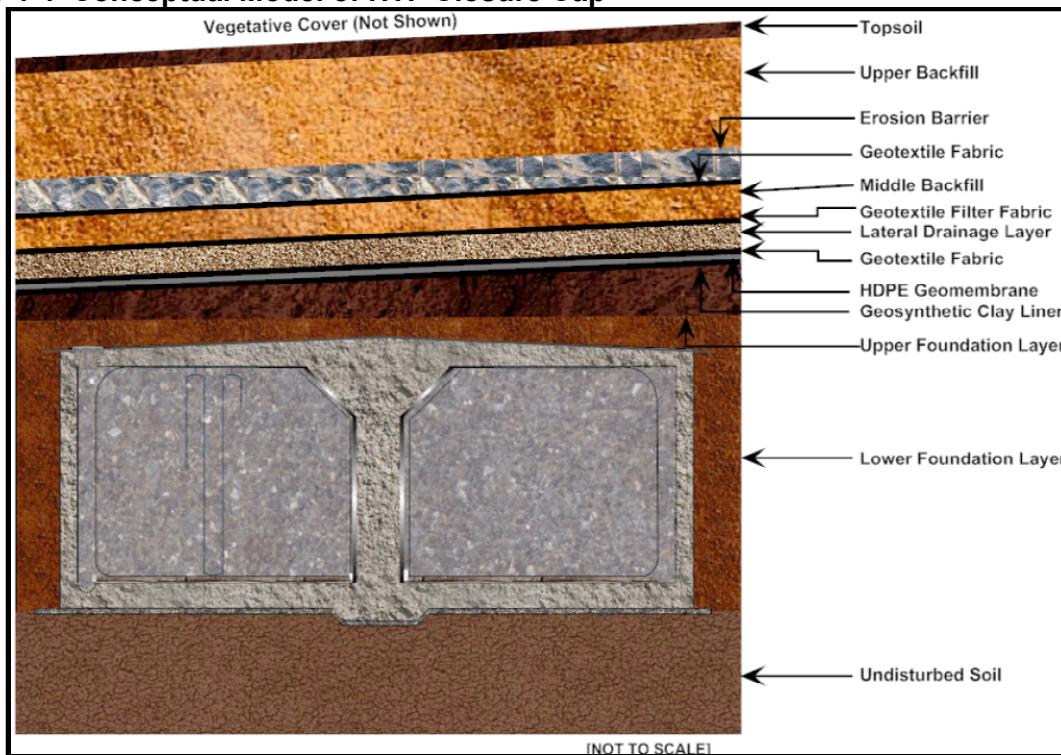 Conceptual Model of
Closure Cap
Vegetative Cover (Not Shown)
Topsoil
Upper Backfill
Erosion Barrier
Geotextile Fabric
Middle Backfill
Geotextile Filter Fabric
Lateral Drainage Layer
Geotextile Fabric
HDPE Geomembrane
Geosynthetic Clay Liner
Upper Foundation Layer
Lower Foundation Layer
Undisturbed Soil
[NOT TO SCALE]